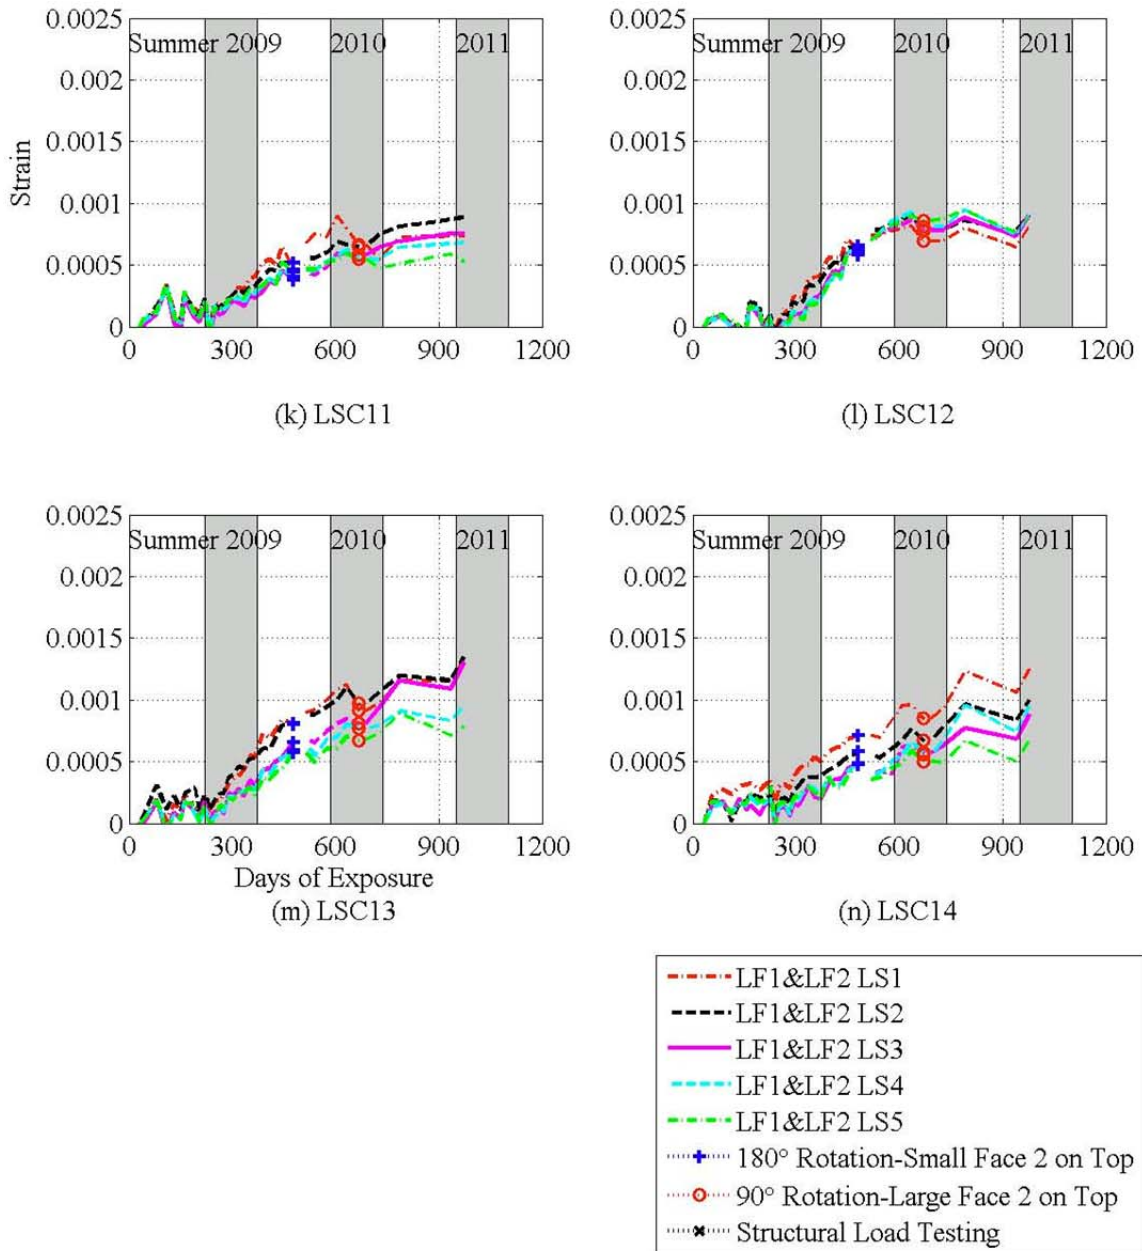 0.0025
0.002
0.0015
0.001
0.0005
0
Strain
Summer 2009
2010
2011
0 300 600 900 1200
(k) LSC11
0.0025
0.002
0.0015
0.001
0.0005
0
Summer 2009
2010
2011
0 300 600 900 1200
(l) LSC12
0.0025
0.002
0.0015
0.001
0.0005
0
Summer 2009
2010
2011
0 300 600 900 1200
Days of Exposure
(m) LSC13
0.0025
0.002
0.0015
0.001
0.0005
0
Summer 2009
2010
2011
0 300 600 900 1200
(n) LSC14
LF1&LF2 LS1
LF1&LF2 LS2
LF1&LF2 LS3
LF1&LF2 LS4
LF1&LF2 LS5
180° Rotation-Small Face 2 on Top
90° Rotation-Large Face 2 on Top
Structural Load Testing